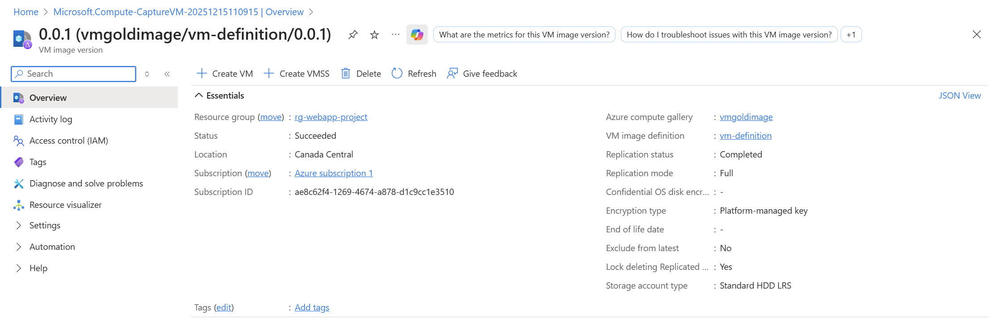 Home > Microsoft.Compute-CaptureVM-20251215110915 | Overview >
0.0.1 (vmgoldimage/vm-definition/0.0.1)
What are the metrics for this VM image version?
How do I troubleshoot issues with this VM image version?
+1
VM image version
Search
Create VM
Create VMSS
Delete
Refresh
Give feedback
Overview
Activity log
Access control (IAM)
Tags
Diagnose and solve problems
Resource visualizer
Settings
Automation
Help
Essentials
JSON View
Resource group (move) : rg-webapp-project
Status : Succeeded
Location : Canada Central
Subscription (move) : Azure subscription 1
Subscription ID : ae8c62f4-1269-4674-a878-d1c9cc1e3510
Azure compute gallery : vmgoldimage
VM image definition : vm-definition
Replication status : Completed
Replication mode : Full
Confidential OS disk encr... : -
Encryption type : Platform-managed key
End of life date : -
Exclude from latest : No
Lock deleting Replicated ... : Yes
Storage account type : Standard HDD LRS
Tags (edit) : Add tags